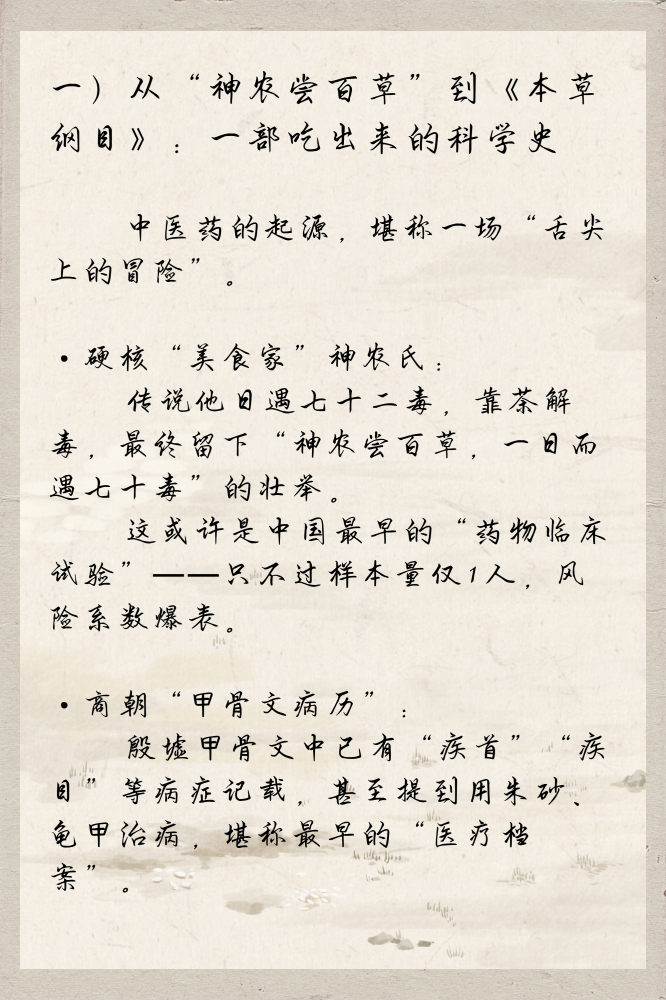 一）从“神农尝百草”到《本草
纲目》：一部吃出来的科学史
中医药的起源，堪称一场“舌尖
上的冒险”。
•硬核“美食家”神农氏：
传说他日遇七十二毒，靠茶解
毒，最终留下“神农尝百草，一日而
遇七十毒”的壮举。
这或许是中国最早的“药物临床
试验”——只不过样本量仅1人，风
险系数爆表。
•商朝“甲骨文病历”：
殷墟甲骨文中已有“疾首”“疾
目”等病症记载，甚至提到用朱砂、
龟甲治病，堪称最早的“医疗档
案”。